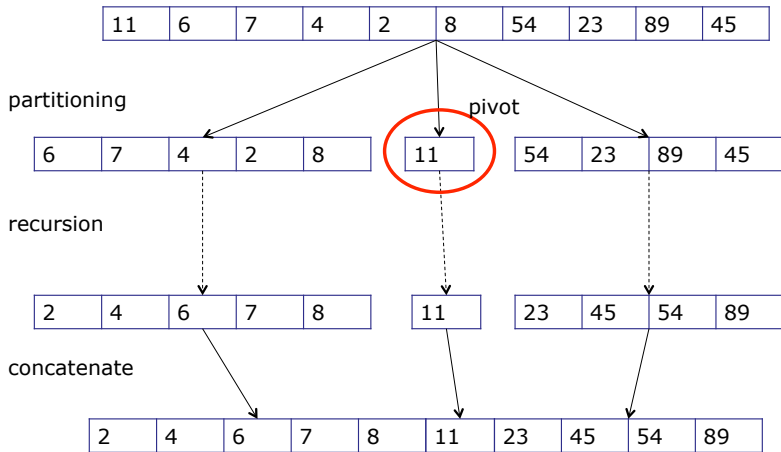 11 6 7 4 2 8 54 23 89 45
partitioning
pivot
6 7 4 2 8 11 54 23 89 45
recursion
2 4 6 7 8 11 23 45 54 89
concatenate
2 4 6 7 8 11 23 45 54 89